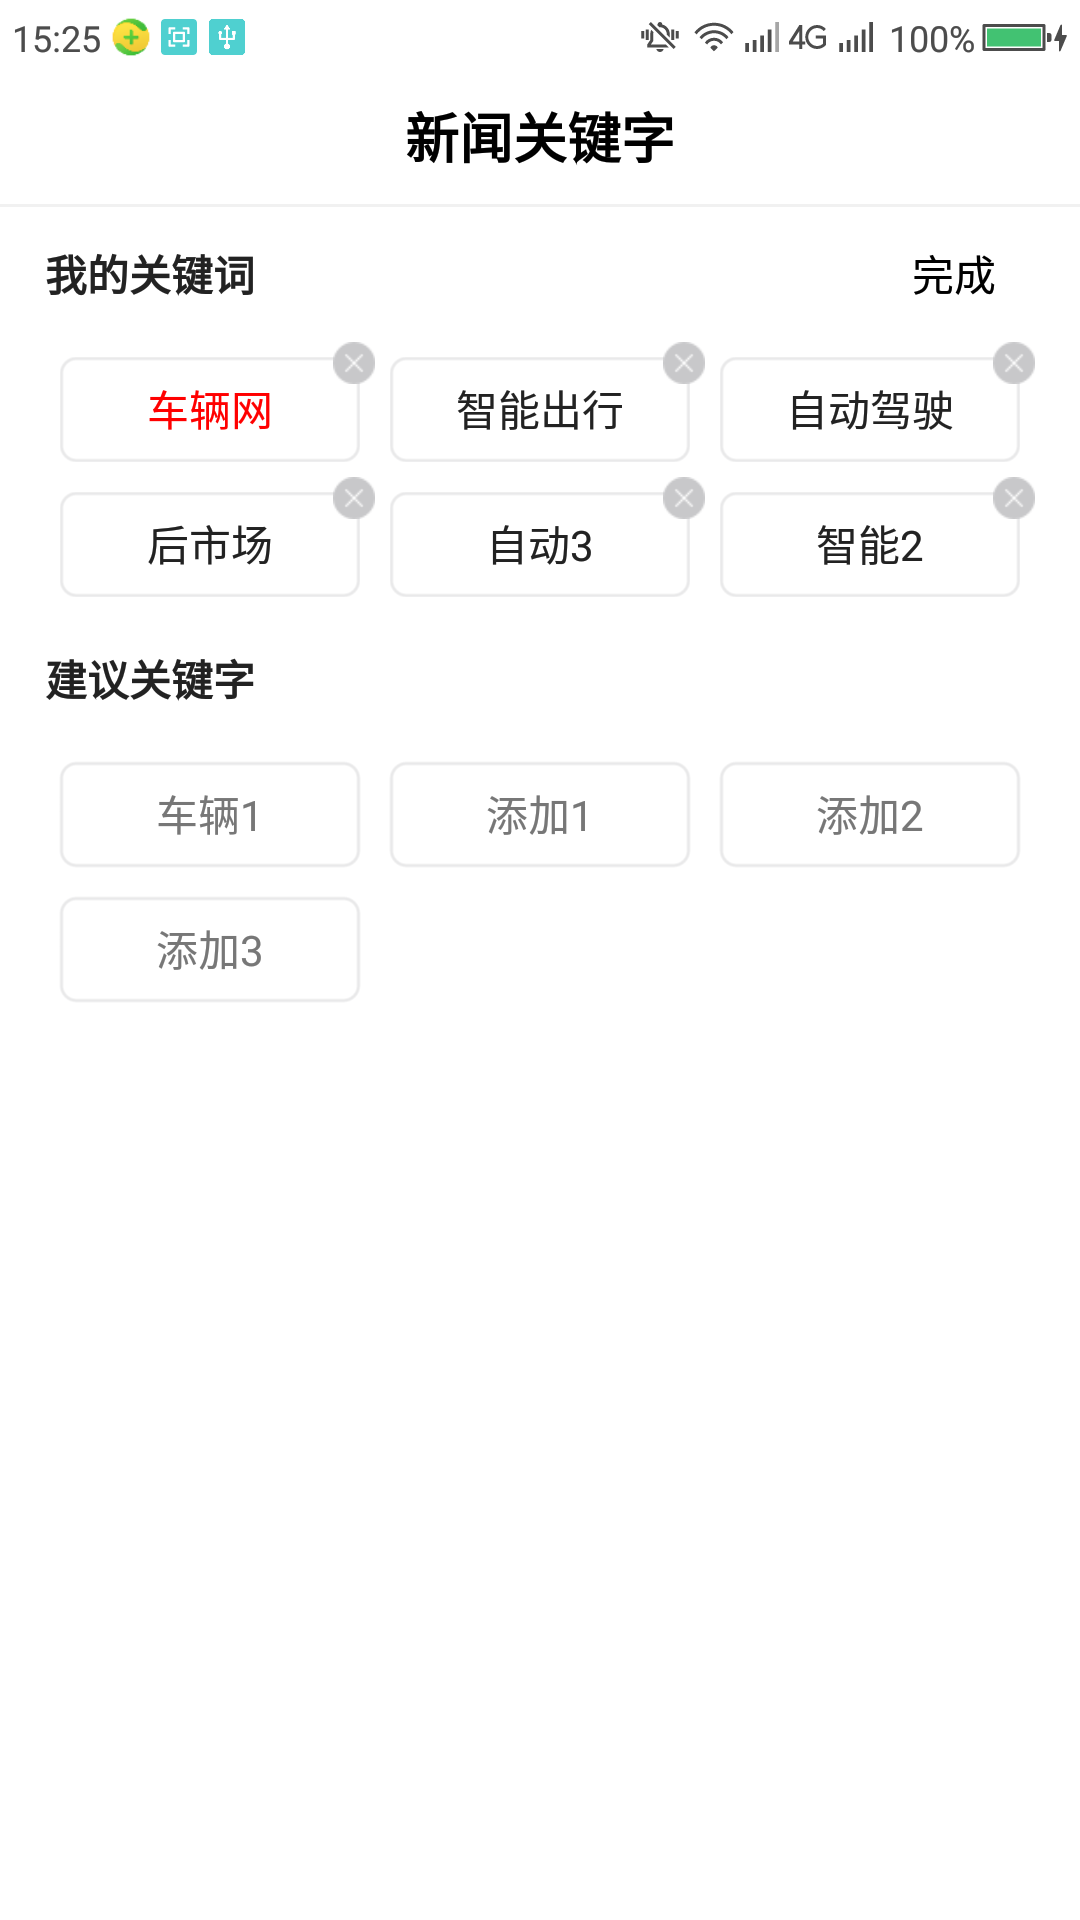 15:25 4G 100%
新闻关键字
我的关键词 完成
车辆网 智能出行 自动驾驶
后市场 自动3 智能2
建议关键字
车辆1 添加1 添加2
添加3